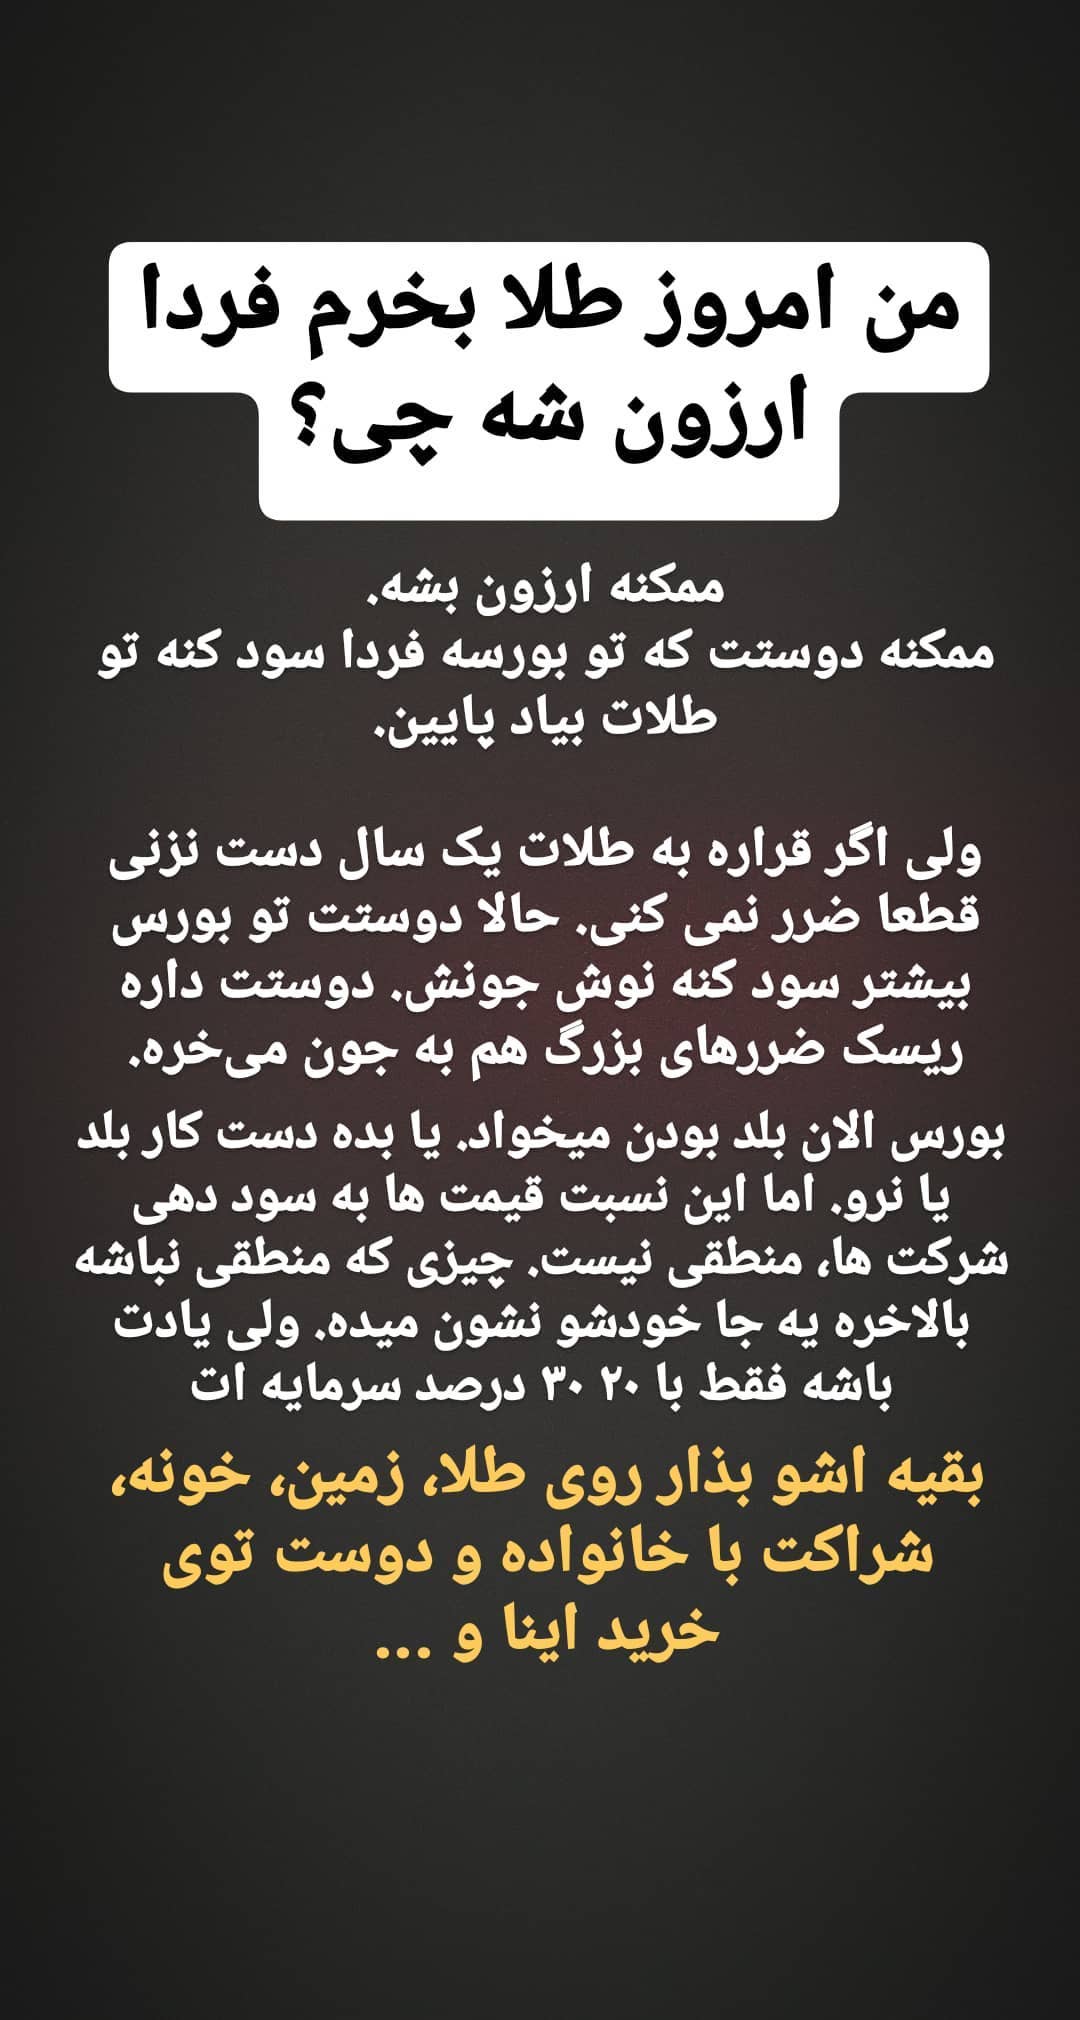 من امروز طلا بخرم فردا
ارزون شه چی؟
ممکنه ارزون بشه.
ممکنه دوستت که تو بورسه فردا سود کنه تو
طلات بیاد پایین.
ولی اگر قراره به طلات یک سال دست نزنی
قطعا ضرر نمی کنی. حالا دوستت تو بورس
بیشتر سود کنه نوش جونش. دوستت داره
ریسک ضررهای بزرگ هم به جون می‌خره.
بورس الان بلد بودن میخواد. یا بده دست کار بلد
یا نرو. اما این نسبت قیمت ها به سود دهی
شرکت ها، منطقی نیست. چیزی که منطقی نباشه
بالاخره یه جا خودشو نشون میده. ولی یادت
باشه فقط با ۲۰ ۳۰ درصد سرمایه ات
بقیه اشو بذار روی طلا، زمین، خونه،
شراکت با خانواده و دوست توی
خرید اینا و ...